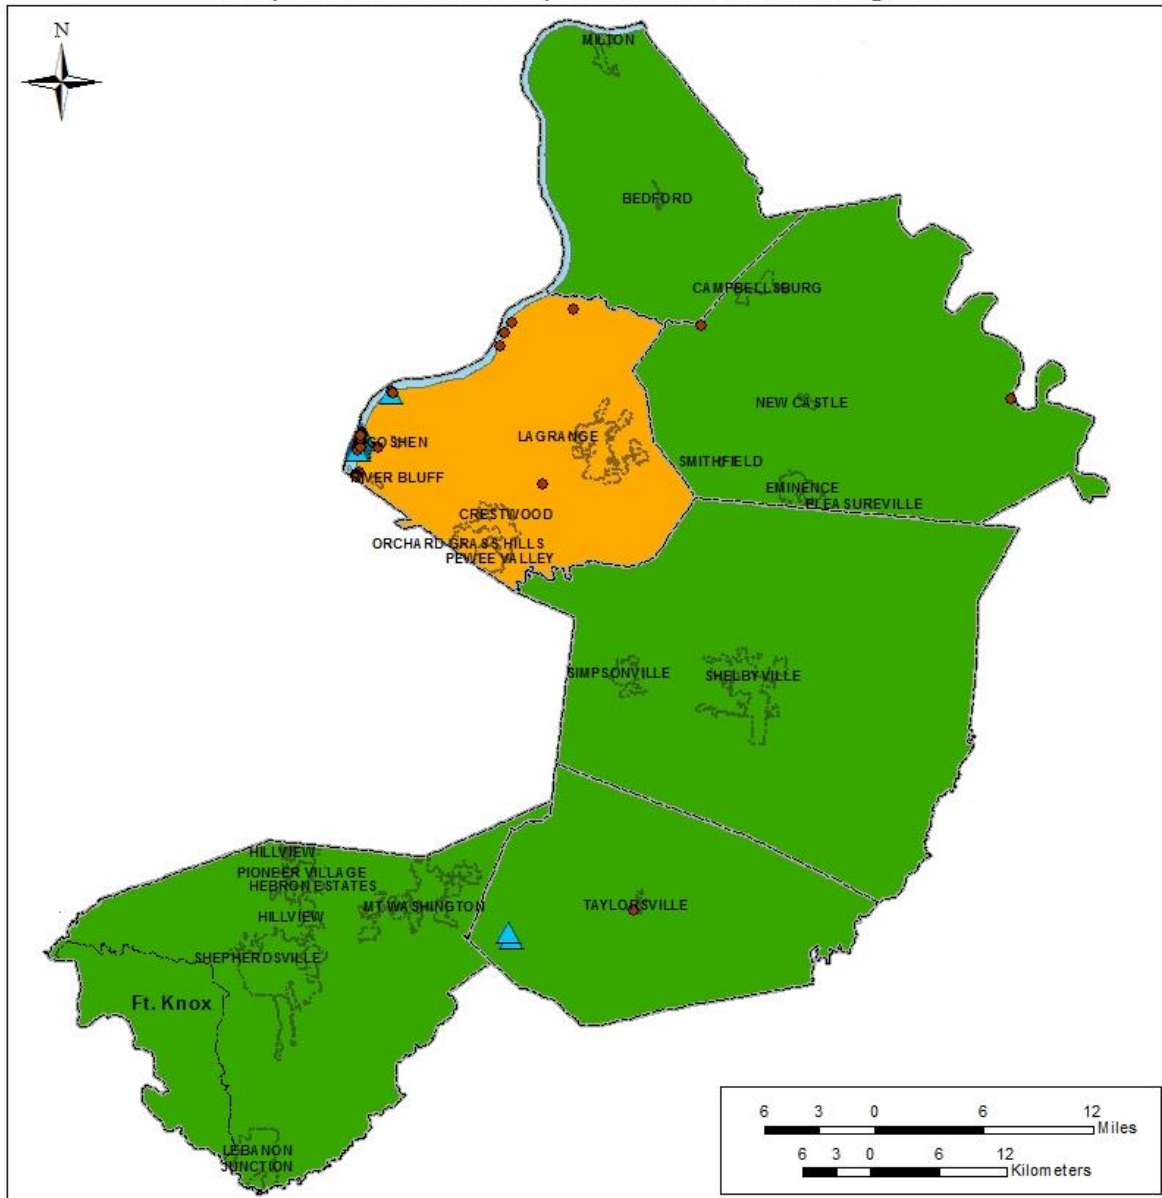 N
MILTON
BEDFORD
CAMPBELLSBURG
NEW CASTLE
LAGRANGE
GOSHEN
SMITHFIELD
RIVER BLUFF
EMINENCE
PLEASUREVILLE
CRESTWOOD
ORCHARD GRASS HILLS
PEWEE VALLEY
SIMPSONVILLE
SHELBYVILLE
HILLVIEW
PIONEER VILLAGE
HEBRON ESTATES
MT WASHINGTON
TAYLORSVILLE
HILLVIEW
SHEPHERDSVILLE
Ft. Knox
LEBANON
JUNCTION
6 3 0 6 12
Miles
6 3 0 6 12
Kilometers